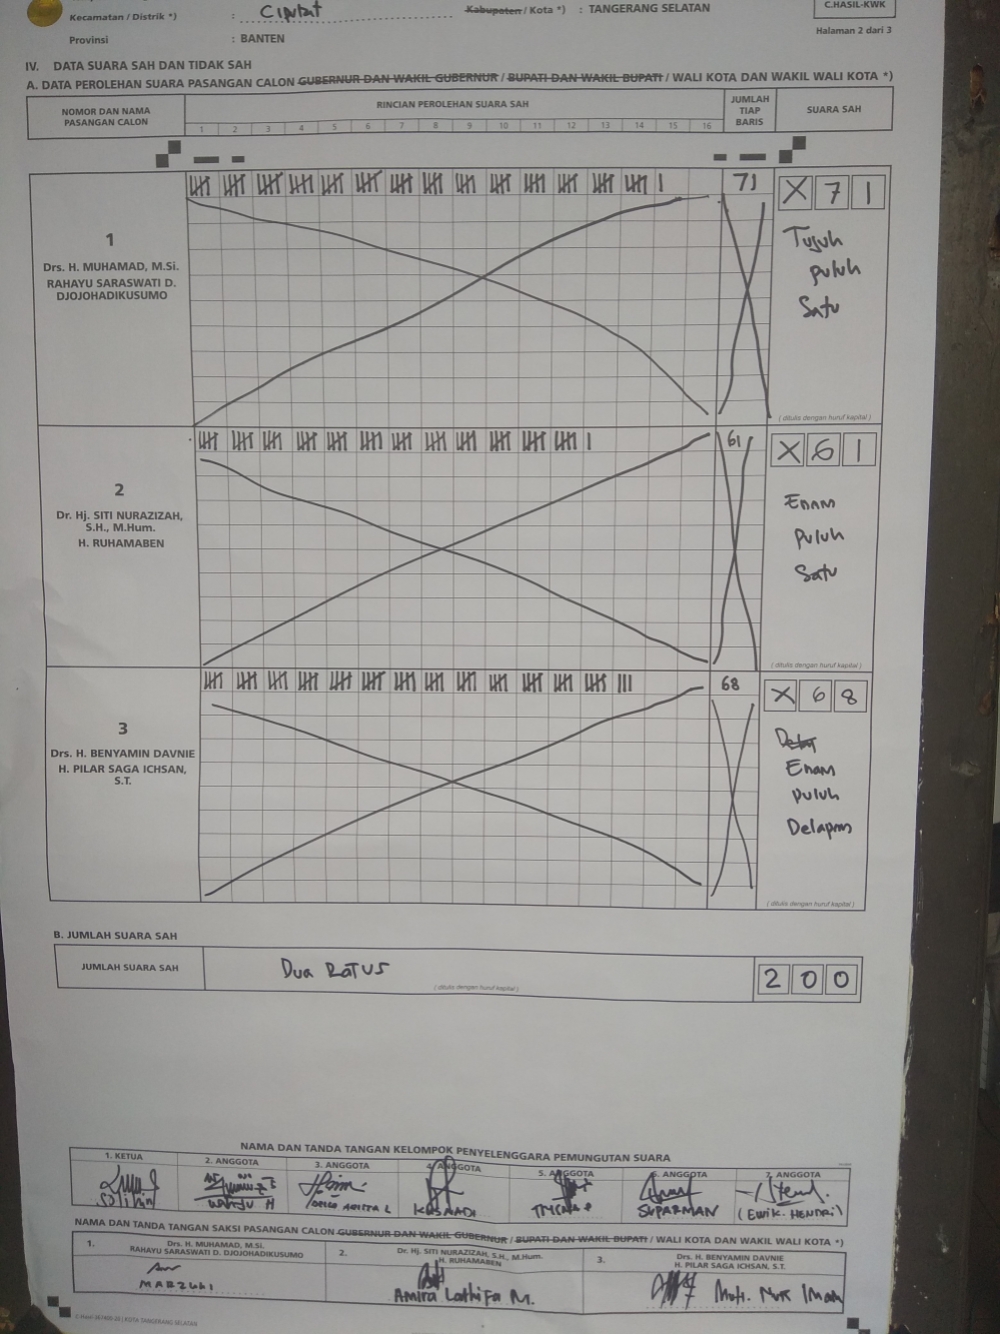 Kecamatan / Distrik *) : Ciputat Kabupaten / Kota *) : TANGERANG SELATAN
C.HASIL-KWK
Provinsi : BANTEN
Halaman 2 dari 3
IV. DATA SUARA SAH DAN TIDAK SAH
A. DATA PEROLEHAN SUARA PASANGAN CALON GUBERNUR DAN WAKIL GUBERNUR / BUPATI DAN WAKIL BUPATI / WALI KOTA DAN WAKIL WALI KOTA *)
NOMOR DAN NAMA PASANGAN CALON
RINCIAN PEROLEHAN SUARA SAH
1 2 3 4 5 6 7 8 9 10 11 12 13 14 15 16
JUMLAH TIAP BARIS
SUARA SAH
1
Drs. H. MUHAMAD, M.Si.
RAHAYU SARASWATI D.
DJOJOHADIKUSUMO
71
X 7 1
Tujuh
puluh
Satu
( ditulis dengan huruf kapital )
2
Dr. Hj. SITI NURAZIZAH,
S.H., M.Hum.
H. RUHAMABEN
61
X 6 1
Enam
puluh
Satu
( ditulis dengan huruf kapital )
3
Drs. H. BENYAMIN DAVNIE
H. PILAR SAGA ICHSAN,
S.T.
68
X 6 8
Enam
puluh
Delapan
( ditulis dengan huruf kapital )
B. JUMLAH SUARA SAH
JUMLAH SUARA SAH
Dua RATUS
( ditulis dengan huruf kapital )
2 0 0
NAMA DAN TANDA TANGAN KELOMPOK PENYELENGGARA PEMUNGUTAN SUARA
1. KETUA 2. ANGGOTA 3. ANGGOTA 4. ANGGOTA 5. ANGGOTA 6. ANGGOTA 7. ANGGOTA
Solihin
KUSNADI
SUPARMAN
(EWIK. HENDRI)
NAMA DAN TANDA TANGAN SAKSI PASANGAN CALON GUBERNUR DAN WAKIL GUBERNUR / BUPATI DAN WAKIL BUPATI / WALI KOTA DAN WAKIL WALI KOTA *)
1. Drs. H. MUHAMAD, M.Si.
RAHAYU SARASWATI D. DJOJOHADIKUSUMO
MARZUKI
2. Dr. Hj. SITI NURAZIZAH, S.H., M.Hum.
H. RUHAMABEN
Amira Lathifa M.
3. Drs. H. BENYAMIN DAVNIE
H. PILAR SAGA ICHSAN, S.T.
Moh. Nur Iman
KOTA TANGERANG SELATAN